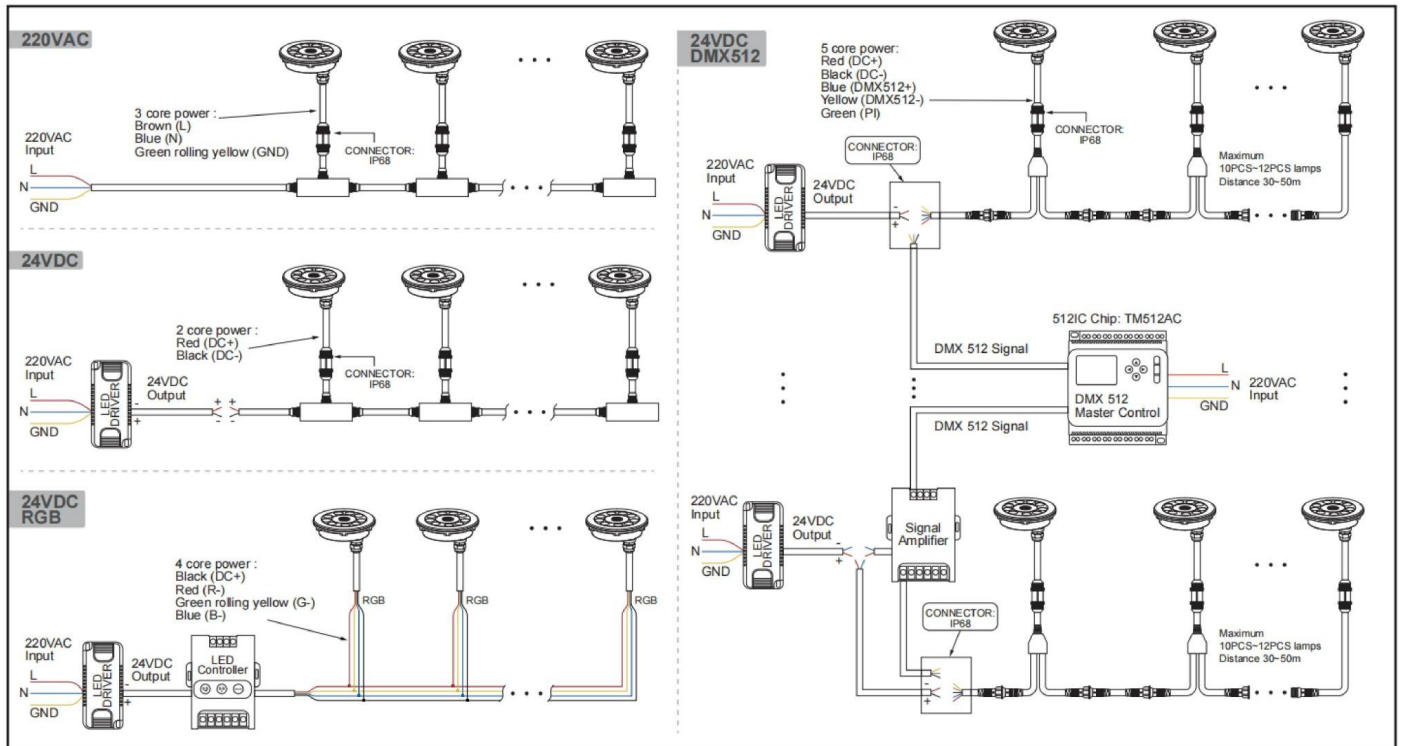 220VAC
3 core power :
Brown (L)
Blue (N)
Green rolling yellow (GND)
CONNECTOR:
IP68
220VAC
Input
L
N
GND
24VDC
2 core power :
Red (DC+)
Black (DC-)
CONNECTOR:
IP68
220VAC
Input
L
N
GND
LED
DRIVER
24VDC
Output
-
+
+
-
+
-
24VDC
RGB
4 core power :
Black (DC+)
Red (R-)
Green rolling yellow (G-)
Blue (B-)
RGB
RGB
RGB
220VAC
Input
L
N
GND
LED
DRIVER
24VDC
Output
-
+
LED
Controller
24VDC
DMX512
5 core power:
Red (DC+)
Black (DC-)
Blue (DMX512+)
Yellow (DMX512-)
Green (PI)
CONNECTOR:
IP68
CONNECTOR:
IP68
Maximum
10PCS~12PCS lamps
Distance 30~50m
220VAC
Input
L
N
GND
LED
DRIVER
24VDC
Output
-
+
512IC Chip: TM512AC
DMX 512 Signal
DMX 512
Master Control
L
N
GND
220VAC
Input
DMX 512 Signal
220VAC
Input
L
N
GND
LED
DRIVER
24VDC
Output
-
+
Signal
Amplifier
CONNECTOR:
IP68
-
+
Maximum
10PCS~12PCS lamps
Distance 30~50m